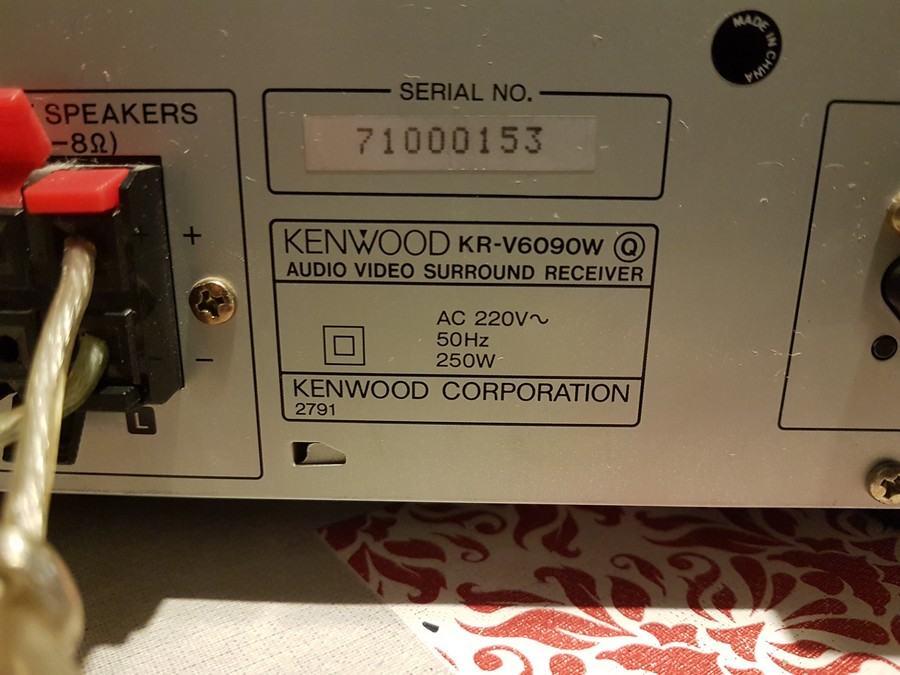 MADE IN CHINA
SERIAL NO.
71000153
SPEAKERS
-8Ω)
+
−
L
KENWOOD KR-V6090W Q
AUDIO VIDEO SURROUND RECEIVER
AC 220V~
50Hz
250W
KENWOOD CORPORATION
2791